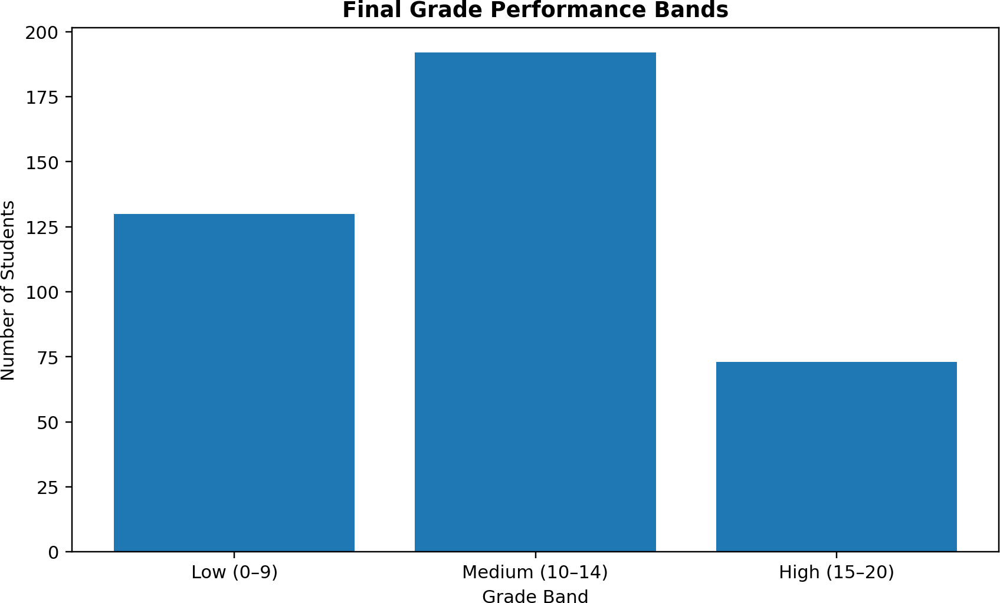 Final Grade Performance Bands
200
175
150
125
100
75
50
25
0
Number of Students
Low (0–9)
Medium (10–14)
High (15–20)
Grade Band